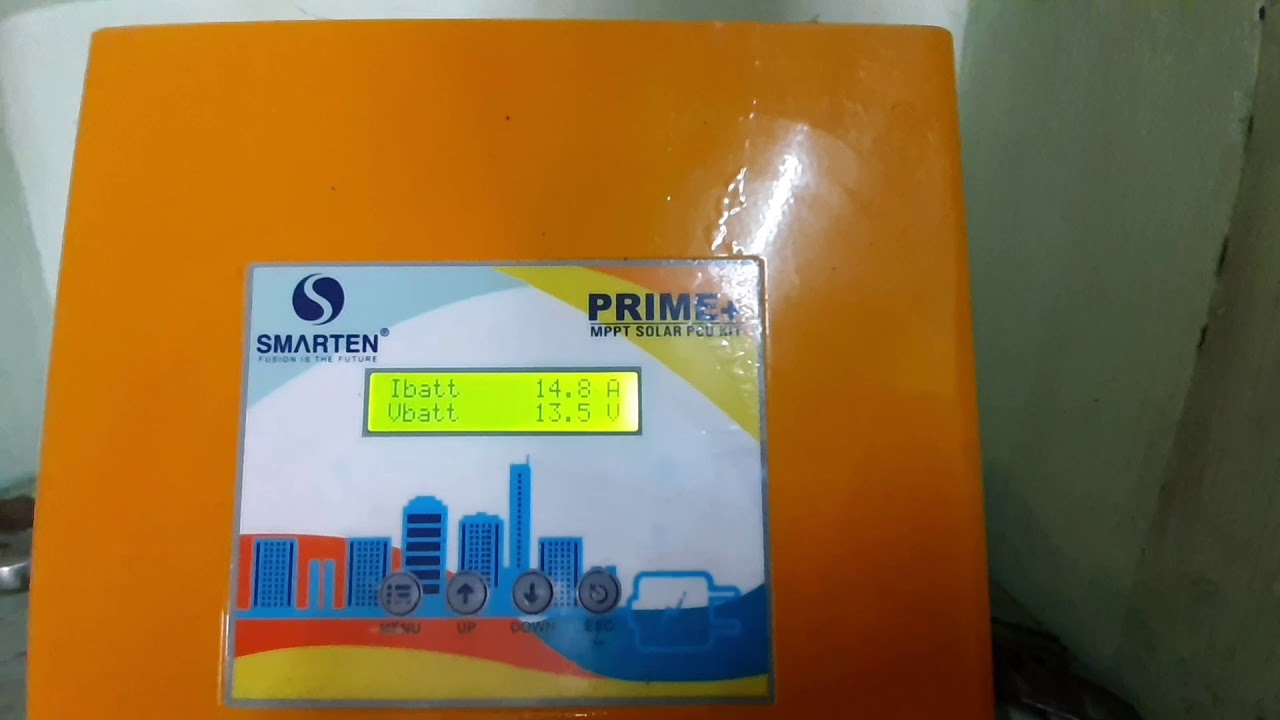 SMARTEN®
FUSION IS THE FUTURE
PRIME+
MPPT SOLAR PCU KIT
Ibatt 14.8 A
Vbatt 13.5 V
MENU UP DOWN ESC